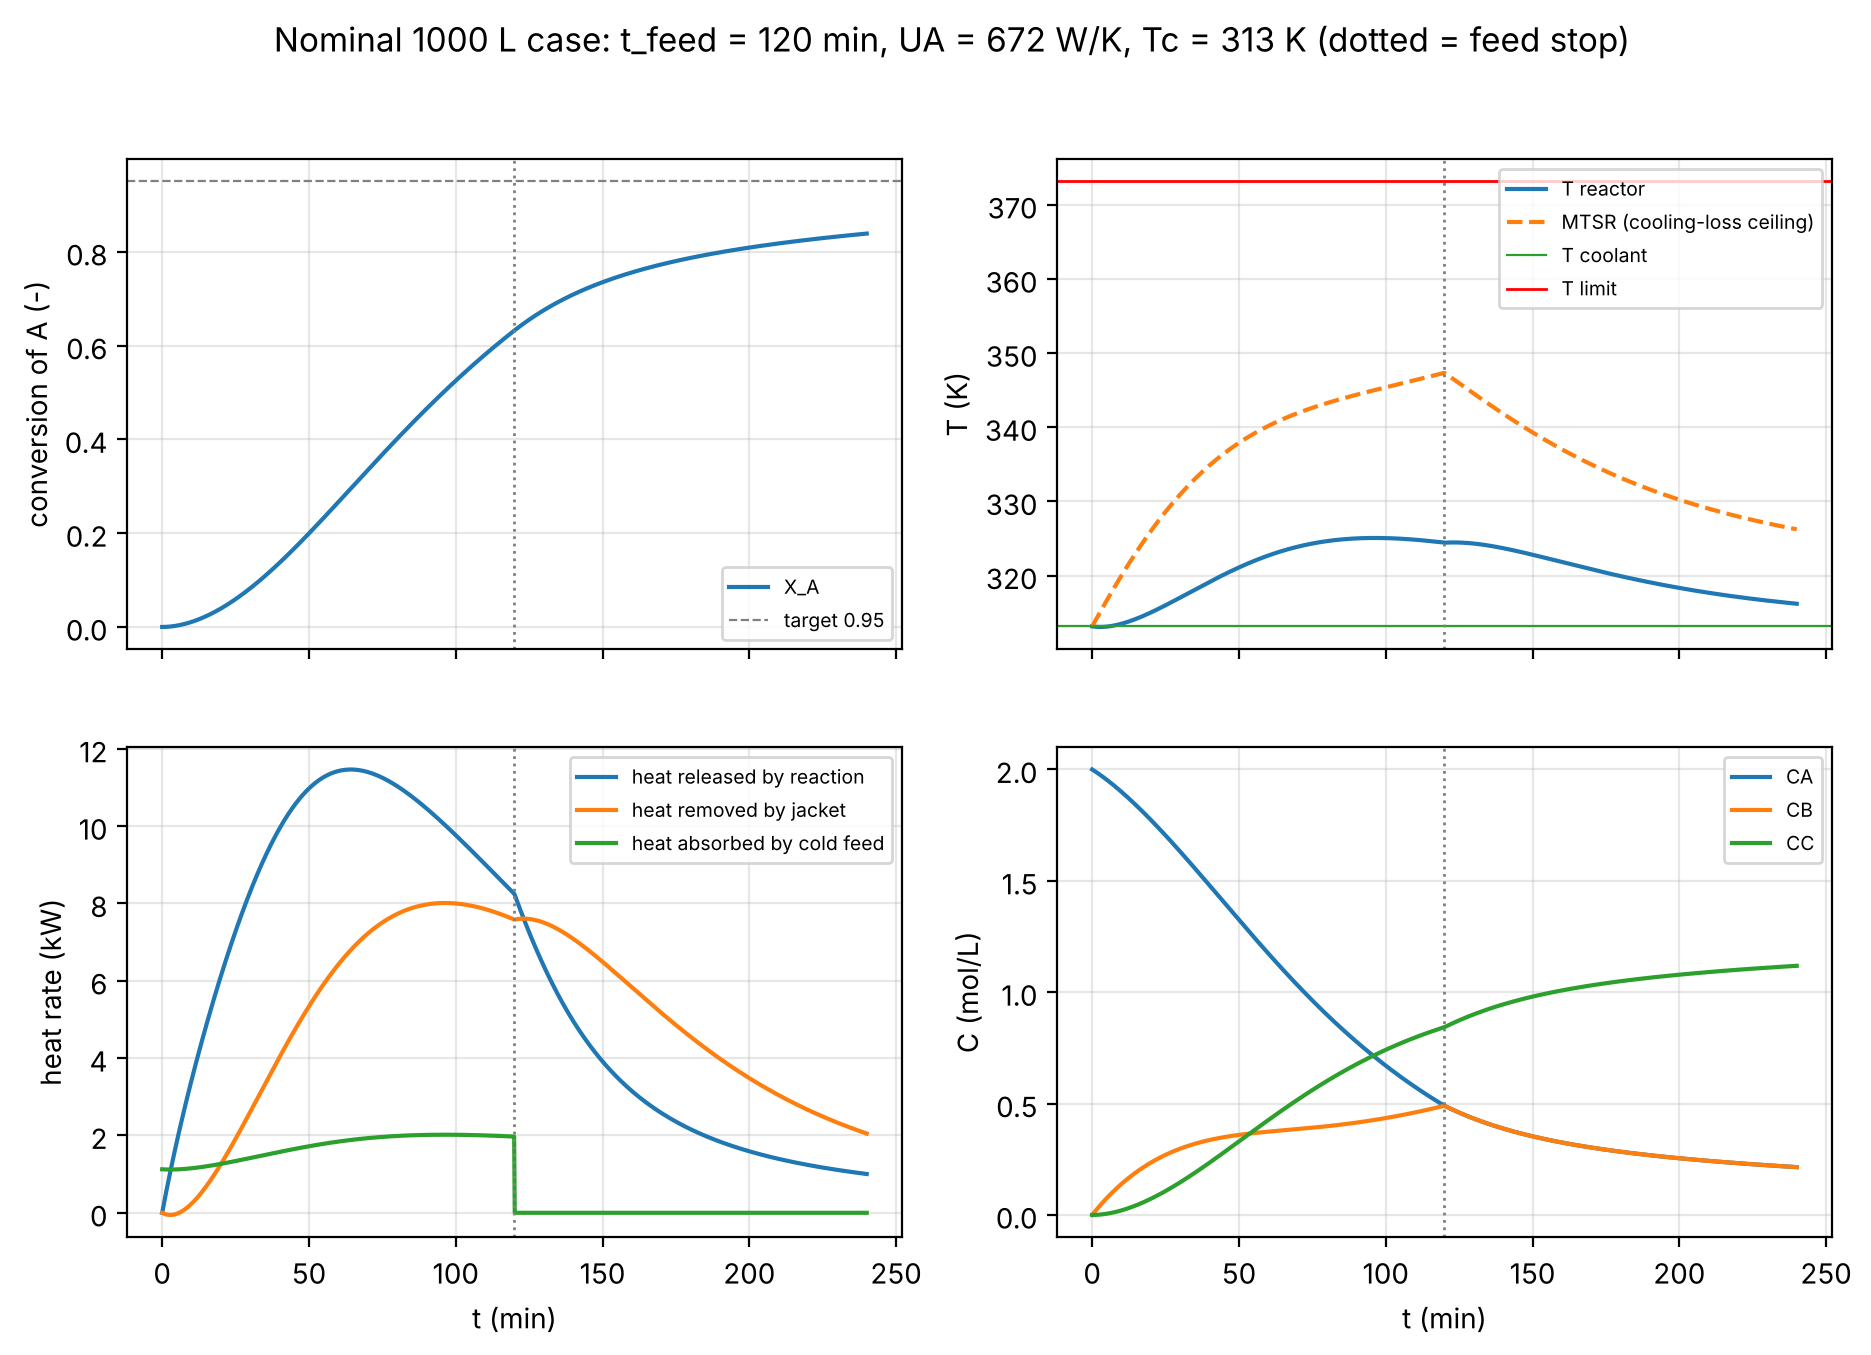 Nominal 1000 L case: t_feed = 120 min, UA = 672 W/K, Tc = 313 K (dotted = feed stop)
conversion of A (-)
0.8
0.6
0.4
0.2
0.0
X_A
target 0.95
T (K)
370
360
350
340
330
320
T reactor
MTSR (cooling-loss ceiling)
T coolant
T limit
heat rate (kW)
12
10
8
6
4
2
0
heat released by reaction
heat removed by jacket
heat absorbed by cold feed
0 50 100 150 200 250
t (min)
C (mol/L)
2.0
1.5
1.0
0.5
0.0
CA
CB
CC
0 50 100 150 200 250
t (min)